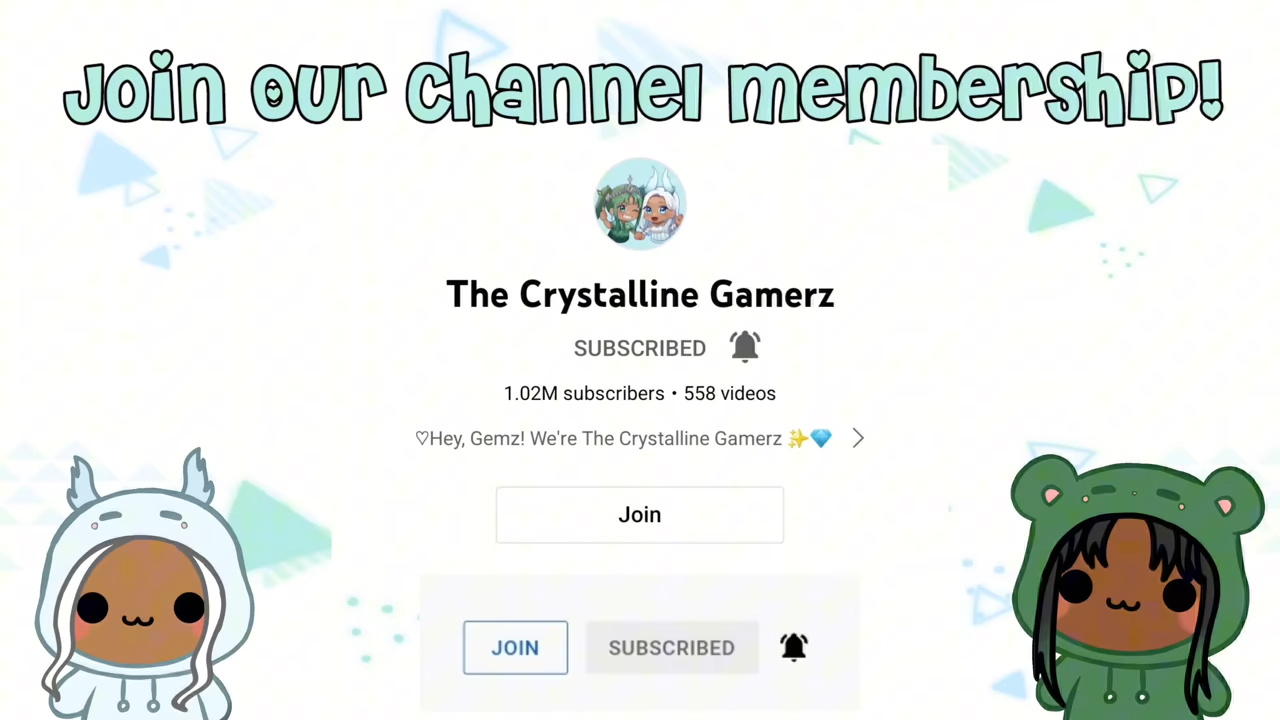 Join our channel membership!
The Crystalline Gamerz
SUBSCRIBED
1.02M subscribers • 558 videos
♡Hey, Gemz! We're The Crystalline Gamerz ✨💎
Join
JOIN SUBSCRIBED